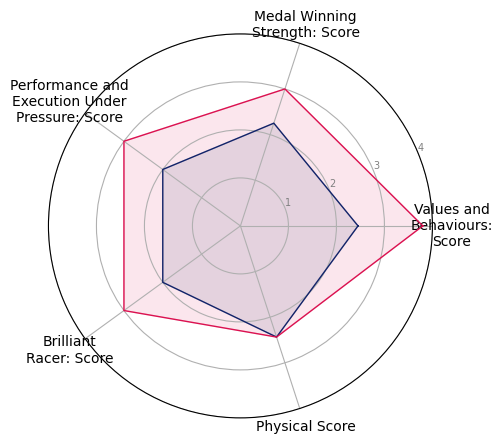 Medal Winning
Strength: Score
Performance and
Execution Under
Pressure: Score
4
3
2
1
Values and
Behaviours:
Score
Brilliant
Racer: Score
Physical Score